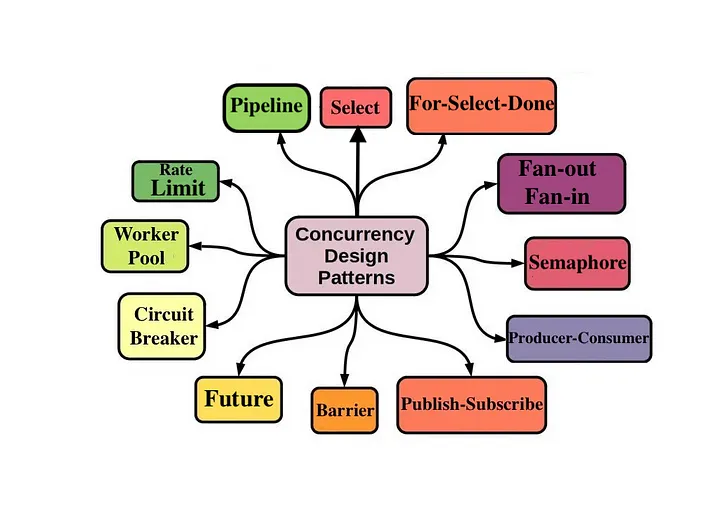 Pipeline
Select
For-Select-Done
Rate
Limit
Fan-out
Fan-in
Worker
Pool
Concurrency
Design
Patterns
Semaphore
Circuit
Breaker
Producer-Consumer
Future
Barrier
Publish-Subscribe